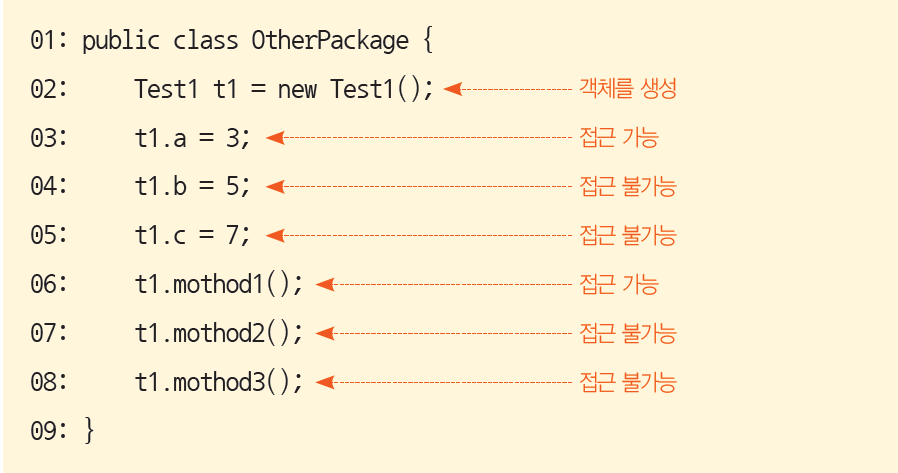 01: public class OtherPackage {
02: Test1 t1 = new Test1(); 객체를 생성
03: t1.a = 3; 접근 가능
04: t1.b = 5; 접근 불가능
05: t1.c = 7; 접근 불가능
06: t1.mothod1(); 접근 가능
07: t1.mothod2(); 접근 불가능
08: t1.mothod3(); 접근 불가능
09: }